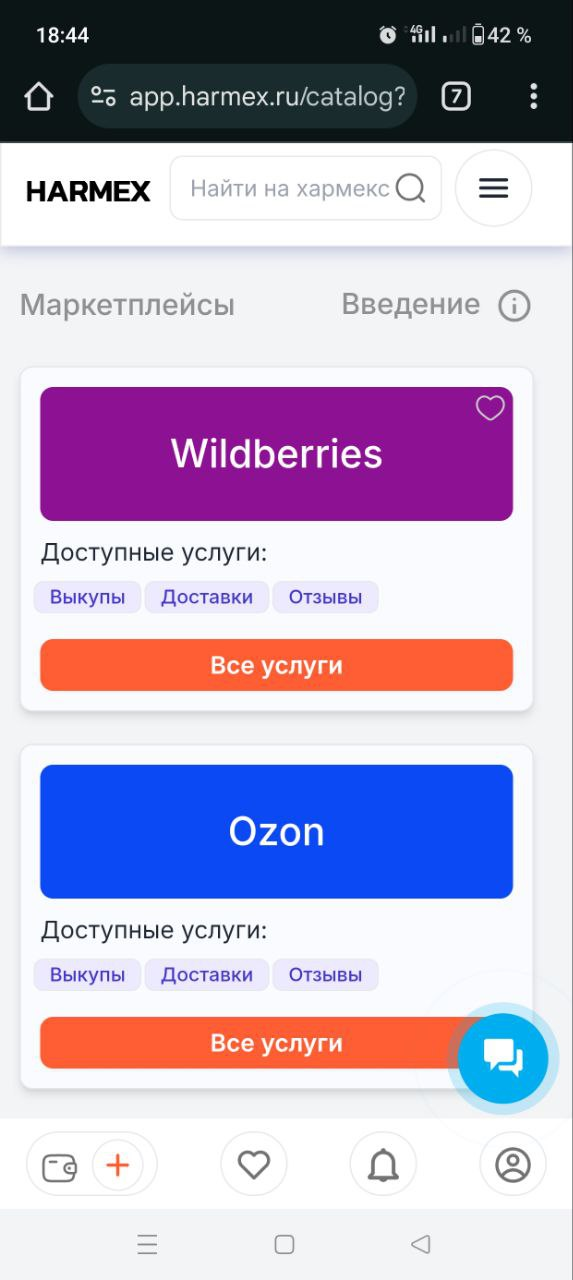 18:44
4G
42 %
app.harmex.ru/catalog?
7
HARMEX
Найти на хармекс
Маркетплейсы
Введение
Wildberries
Доступные услуги:
Выкупы Доставки Отзывы
Все услуги
Ozon
Доступные услуги:
Выкупы Доставки Отзывы
Все услуги